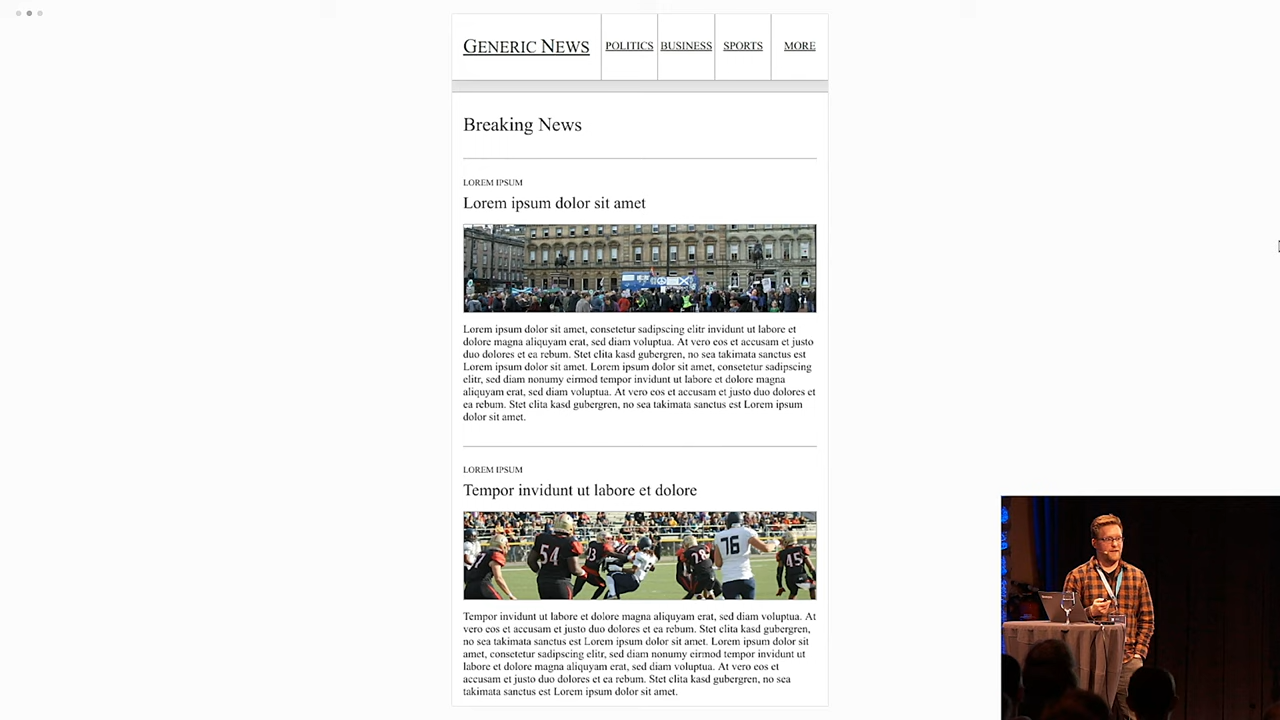 GENERIC NEWS
POLITICS
BUSINESS
SPORTS
MORE
Breaking News
LOREM IPSUM
Lorem ipsum dolor sit amet
Lorem ipsum dolor sit amet, consetetur sadipscing elitr invidunt ut labore et
dolore magna aliquyam erat, sed diam voluptua. At vero eos et accusam et justo
duo dolores et ea rebum. Stet clita kasd gubergren, no sea takimata sanctus est
Lorem ipsum dolor sit amet. Lorem ipsum dolor sit amet, consetetur sadipscing
elitr, sed diam nonumy eirmod tempor invidunt ut labore et dolore magna
aliquyam erat, sed diam voluptua. At vero eos et accusam et justo duo dolores et
ea rebum. Stet clita kasd gubergren, no sea takimata sanctus est Lorem ipsum
dolor sit amet.
LOREM IPSUM
Tempor invidunt ut labore et dolore
54
76
28
45
Tempor invidunt ut labore et dolore magna aliquyam erat, sed diam voluptua. At
vero eos et accusam et justo duo dolores et ea rebum. Stet clita kasd gubergren,
no sea takimata sanctus est Lorem ipsum dolor sit amet. Lorem ipsum dolor sit
amet, consetetur sadipscing elitr, sed diam nonumy eirmod tempor invidunt ut
labore et dolore magna aliquyam erat, sed diam voluptua. At vero eos et
accusam et justo duo dolores et ea rebum. Stet clita kasd gubergren, no sea
takimata sanctus est Lorem ipsum dolor sit amet.